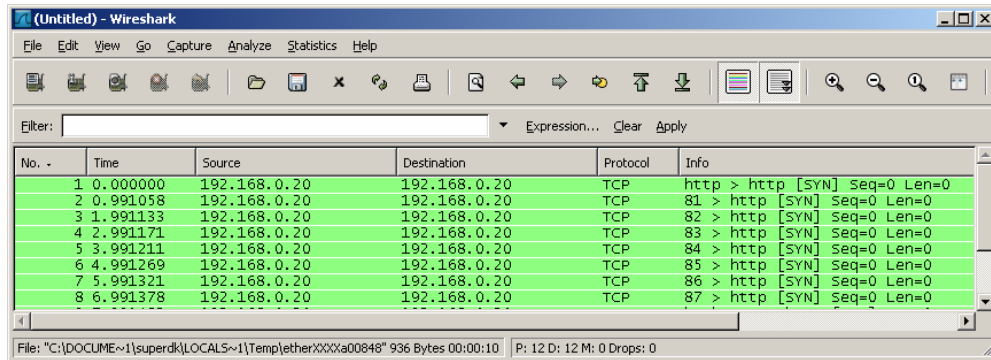 (Untitled) - Wireshark
File Edit View Go Capture Analyze Statistics Help
Filter: Expression... Clear Apply
No. - Time Source Destination Protocol Info
1 0.000000 192.168.0.20 192.168.0.20 TCP http > http [SYN] Seq=0 Len=0
2 0.991058 192.168.0.20 192.168.0.20 TCP 81 > http [SYN] Seq=0 Len=0
3 1.991133 192.168.0.20 192.168.0.20 TCP 82 > http [SYN] Seq=0 Len=0
4 2.991171 192.168.0.20 192.168.0.20 TCP 83 > http [SYN] Seq=0 Len=0
5 3.991211 192.168.0.20 192.168.0.20 TCP 84 > http [SYN] Seq=0 Len=0
6 4.991269 192.168.0.20 192.168.0.20 TCP 85 > http [SYN] Seq=0 Len=0
7 5.991321 192.168.0.20 192.168.0.20 TCP 86 > http [SYN] Seq=0 Len=0
8 6.991378 192.168.0.20 192.168.0.20 TCP 87 > http [SYN] Seq=0 Len=0
File: "C:\DOCUME~1\superdk\LOCALS~1\Temp\etherXXXXa00848" 936 Bytes 00:00:10 P: 12 D: 12 M: 0 Drops: 0